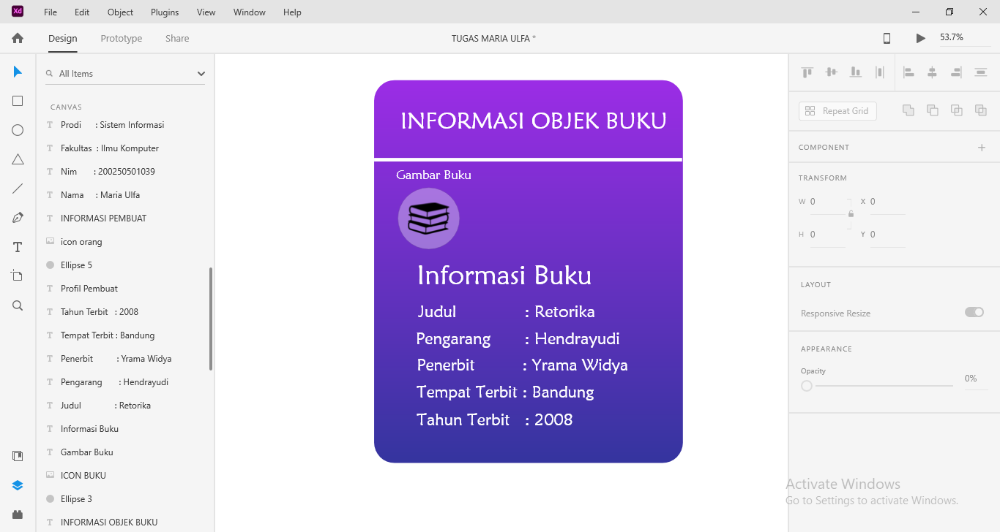 Xd File Edit Object Plugins View Window Help
Design Prototype Share TUGAS MARIA ULFA * 53.7%
All Items
CANVAS
Prodi : Sistem Informasi
Fakultas : Ilmu Komputer
Nim : 200250501039
Nama : Maria Ulfa
INFORMASI PEMBUAT
icon orang
Ellipse 5
Profil Pembuat
Tahun Terbit : 2008
Tempat Terbit : Bandung
Penerbit : Yrama Widya
Pengarang : Hendrayudi
Judul : Retorika
Informasi Buku
Gambar Buku
ICON BUKU
Ellipse 3
INFORMASI OBJEK BUKU
INFORMASI OBJEK BUKU
Gambar Buku
Informasi Buku
Judul : Retorika
Pengarang : Hendrayudi
Penerbit : Yrama Widya
Tempat Terbit : Bandung
Tahun Terbit : 2008
Repeat Grid
COMPONENT
TRANSFORM
W 0 X 0
H 0 Y 0
LAYOUT
Responsive Resize
APPEARANCE
Opacity
0%
Activate Windows
Go to Settings to activate Windows.